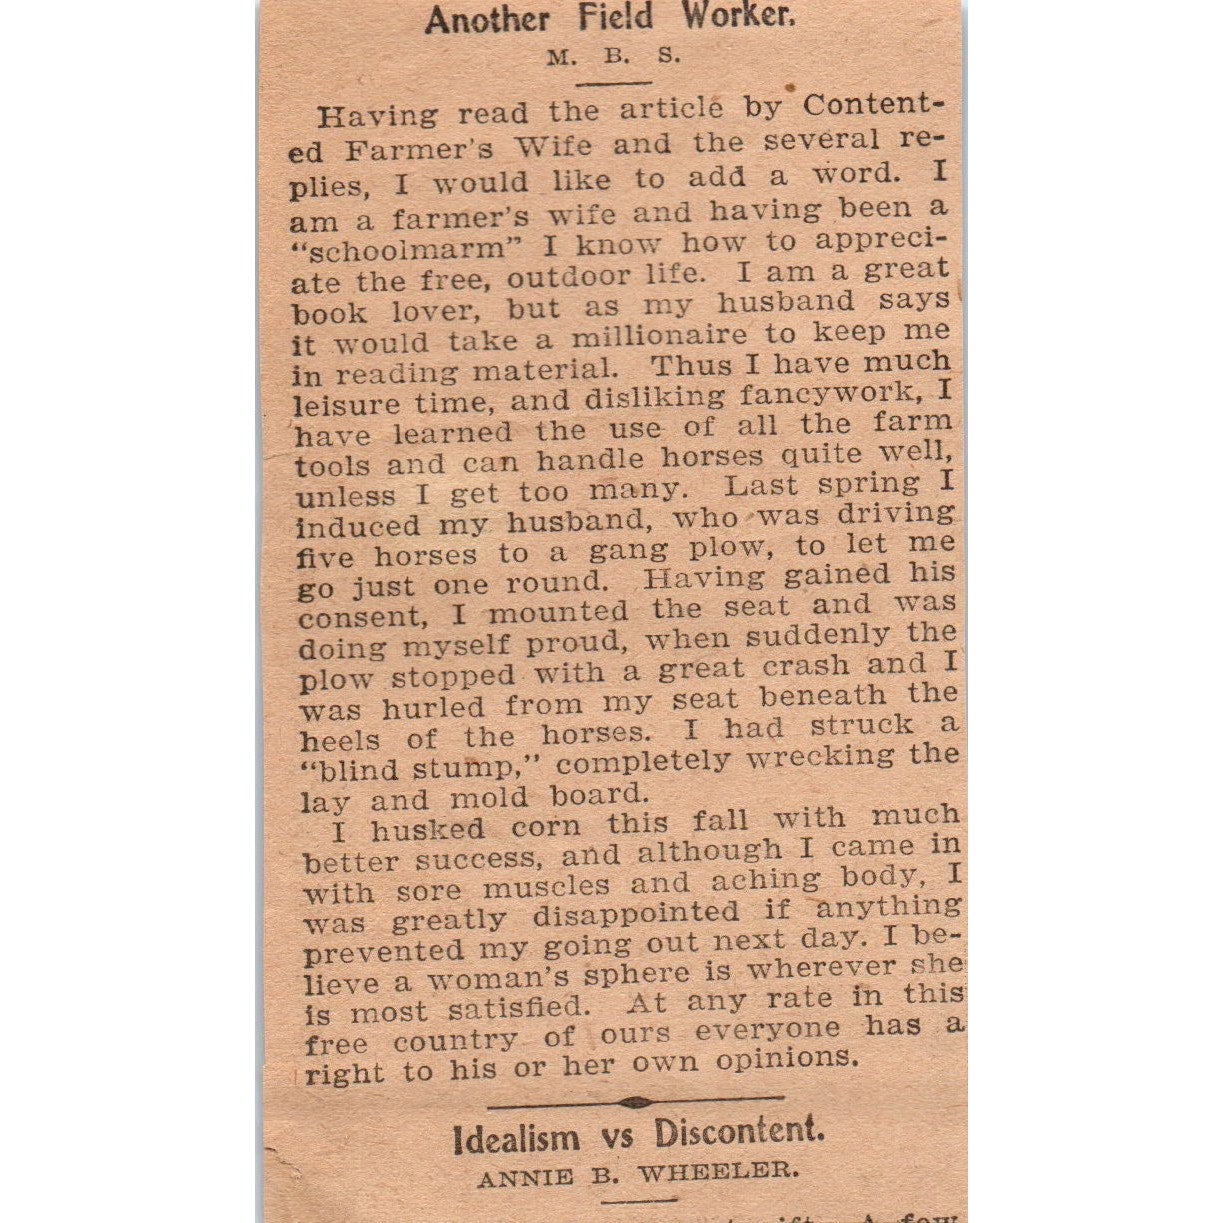 Another Field Worker.
M. B. S.
Having read the article by Content-
ed Farmer's Wife and the several re-
plies, I would like to add a word. I
am a farmer's wife and having been a
"schoolmarm" I know how to appreci-
ate the free, outdoor life. I am a great
book lover, but as my husband says
it would take a millionaire to keep me
in reading material. Thus I have much
leisure time, and disliking fancywork, I
have learned the use of all the farm
tools and can handle horses quite well,
unless I get too many. Last spring I
induced my husband, who was driving
five horses to a gang plow, to let me
go just one round. Having gained his
consent, I mounted the seat and was
doing myself proud, when suddenly the
plow stopped with a great crash and I
was hurled from my seat beneath the
heels of the horses. I had struck a
"blind stump," completely wrecking the
lay and mold board.
I husked corn this fall with much
better success, and although I came in
with sore muscles and aching body, I
was greatly disappointed if anything
prevented my going out next day. I be-
lieve a woman's sphere is wherever she
is most satisfied. At any rate in this
free country of ours everyone has a
right to his or her own opinions.
Idealism vs Discontent.
ANNIE B. WHEELER.
A few